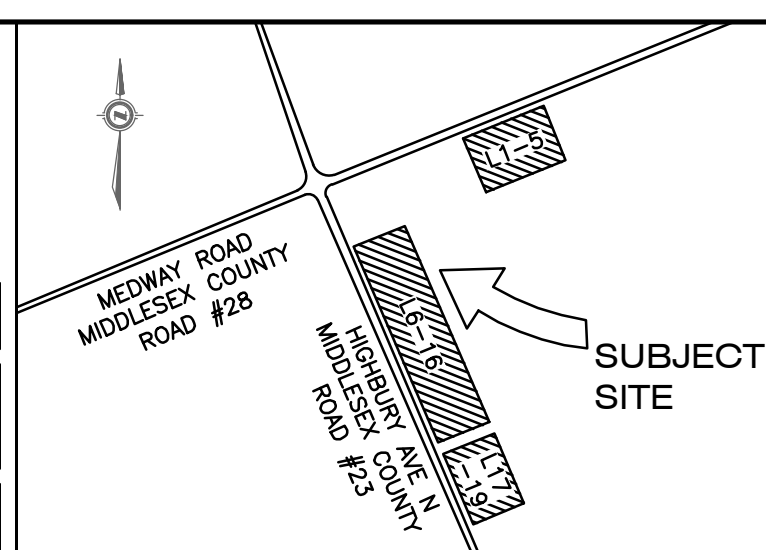 L1-5
MEDWAY ROAD
MIDDLESEX COUNTY
ROAD #28
L6-16
HIGHBURY AVE N
MIDDLESEX COUNTY
ROAD #23
SUBJECT
SITE
L17
-19